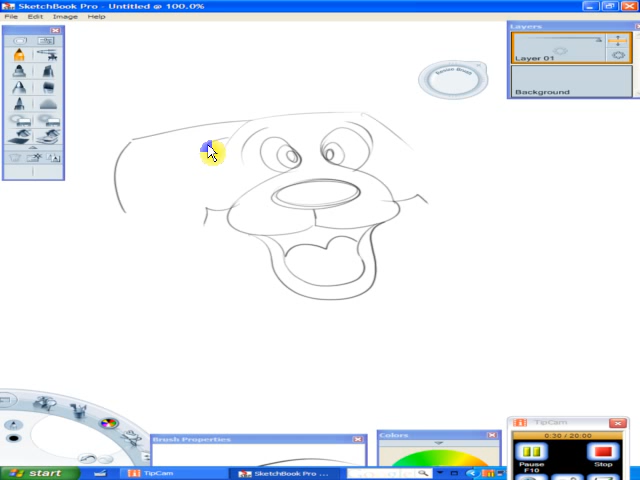 SketchBook Pro - Untitled @ 100.0%
File Edit Image Help
Layers
Layer 01
Background
Brush Properties
Colors
TipCam
0:30 / 20:00
Pause
F10
Stop
start
TipCam
SketchBook Pro ...